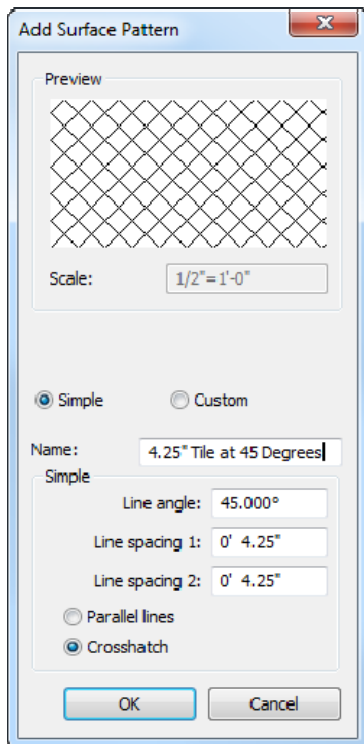 Add Surface Pattern
Preview
Scale: 1/2"=1'-0"
Simple Custom
Name: 4.25" Tile at 45 Degrees
Simple
Line angle: 45.000°
Line spacing 1: 0' 4.25"
Line spacing 2: 0' 4.25"
Parallel lines
Crosshatch
OK Cancel